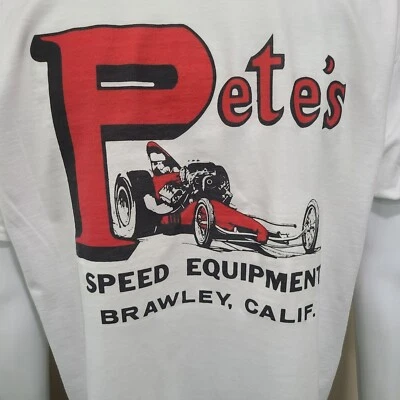 Pete's
SPEED EQUIPMENT
BRAWLEY, CALIF.